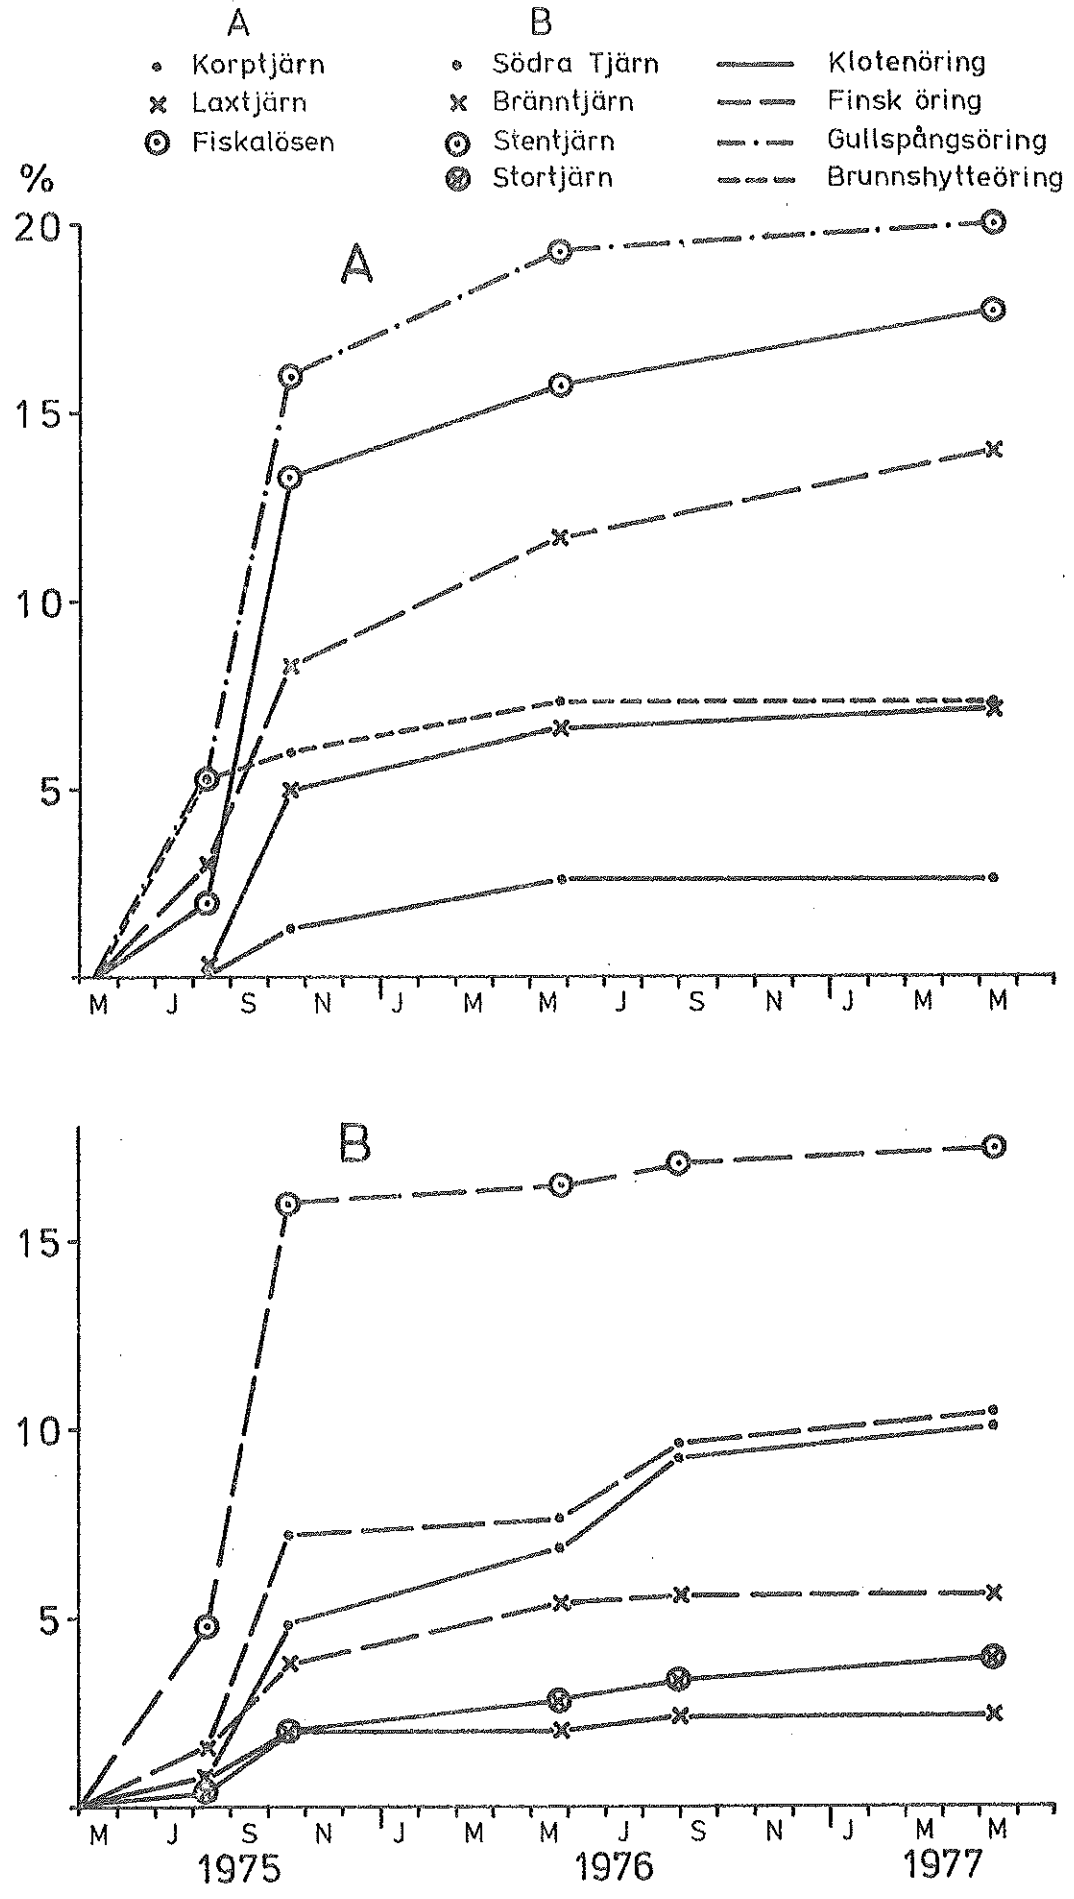 A B
Korptjärn Södra Tjärn Klotenöring
Laxtjärn Bränntjärn Finsk öring
Fiskalösen Stentjärn Gullspångsöring
Stortjärn Brunnshytteöring
%
20
A
15
10
5
M J S N J M M J S N J M M
B
15
10
5
M J S N J M M J S N J M M
1975 1976 1977